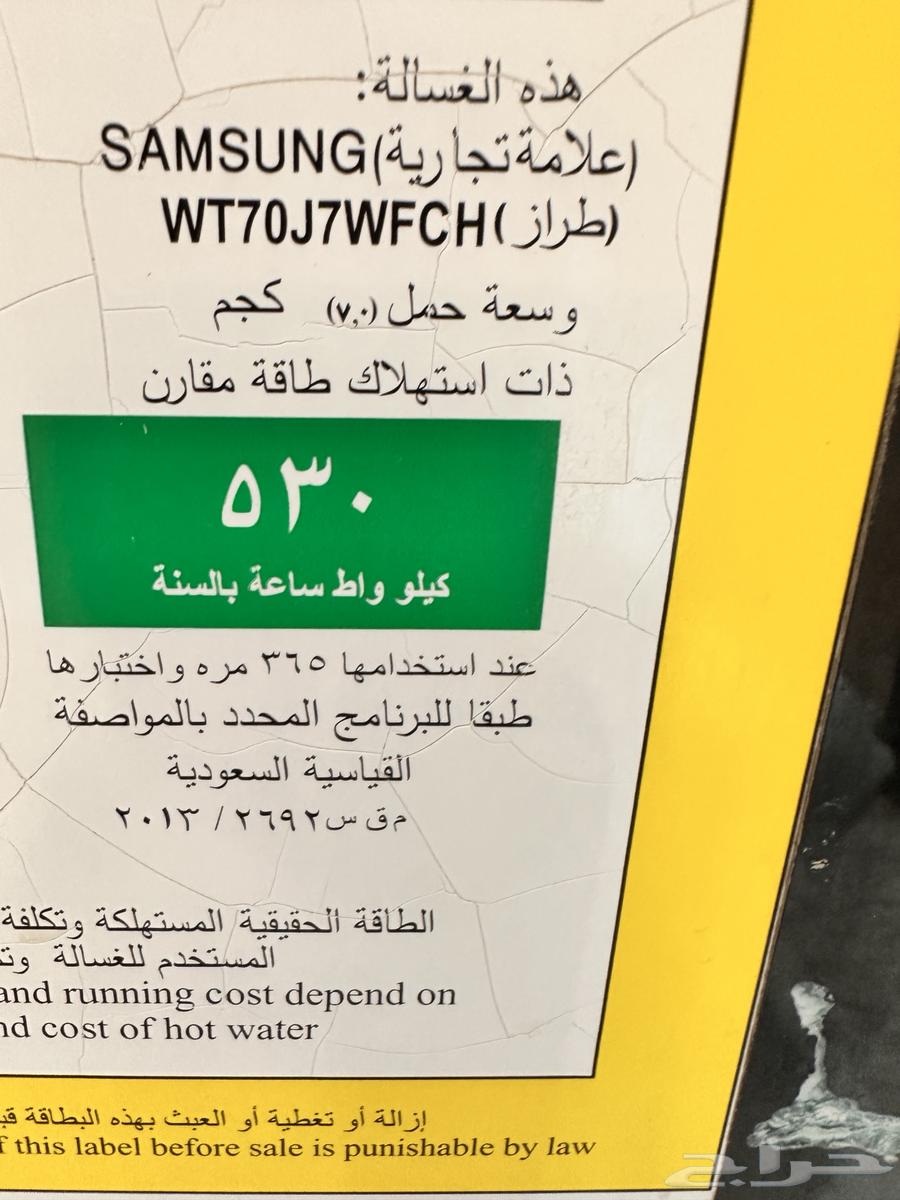 هذه الغسالة:
(علامة تجارية) SAMSUNG
(طراز) WT70J7WFCH
وسعة حمل (٧,٠) كجم
ذات استهلاك طاقة مقارن
٥٣٠
كيلو واط ساعة بالسنة
عند استخدامها ٣٦٥ مره واختبارها
طبقا للبرنامج المحدد بالمواصفة
القياسية السعودية
م ق س ٢٦٩٢ / ٢٠١٣
الطاقة الحقيقية المستهلكة وتكلفة
المستخدم للغسالة
and running cost depend on
cost of hot water
إزالة أو تغطية أو العبث بهذه البطاقة
this label before sale is punishable by law
حراج